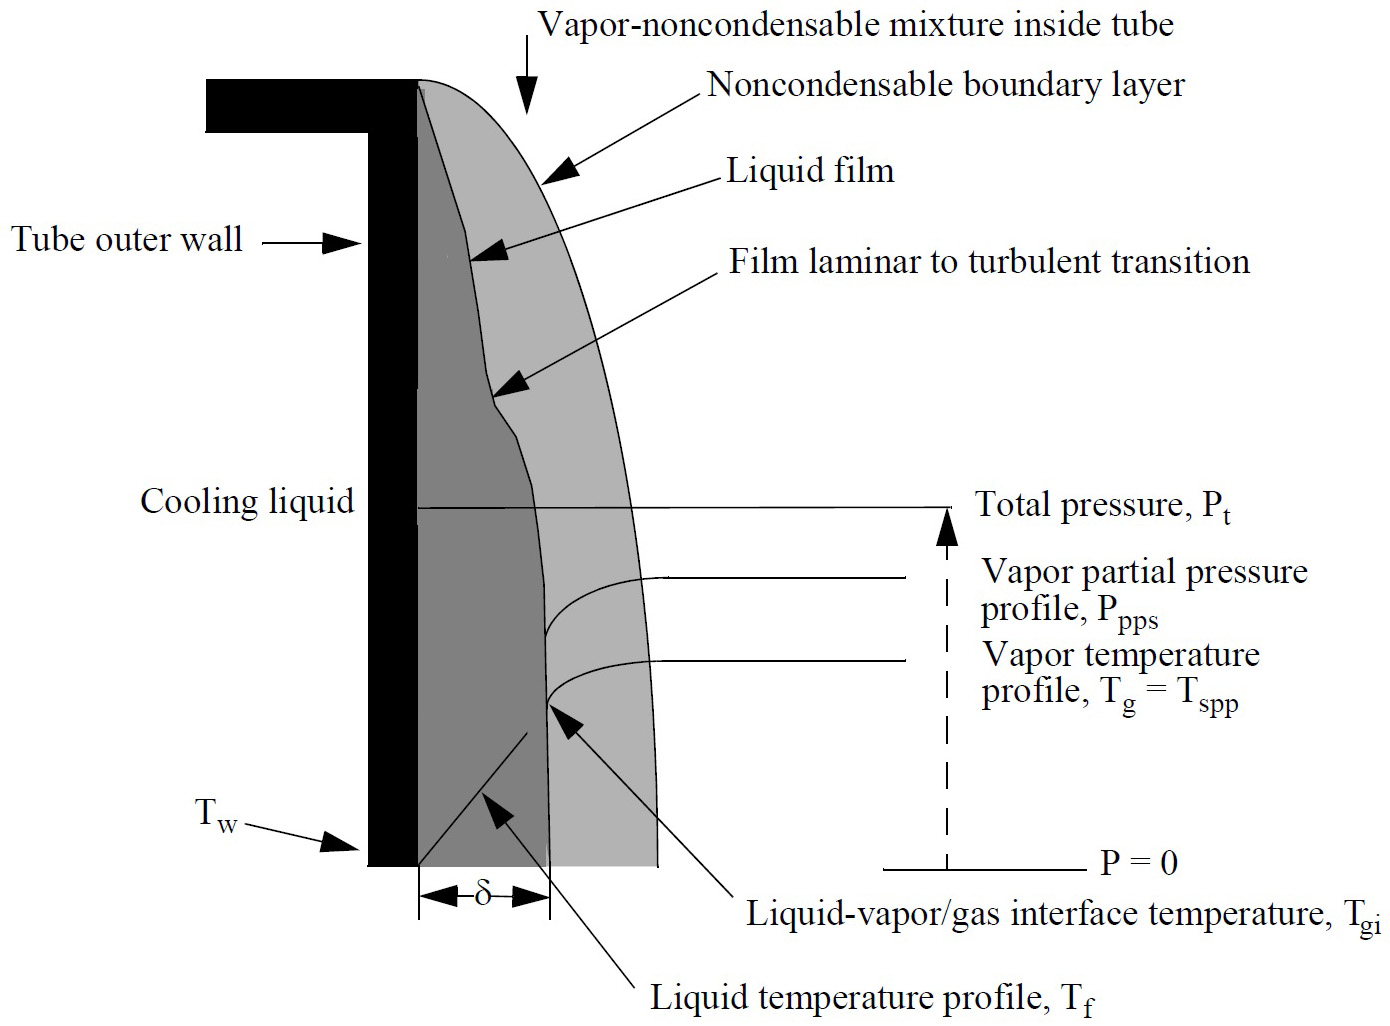 Vapor-noncondensable mixture inside tube
Noncondensable boundary layer
Liquid film
Tube outer wall
Film laminar to turbulent transition
Cooling liquid
Total pressure, Pt
Vapor partial pressure
profile, Ppps
Vapor temperature
profile, Tg = Tspp
Tw
P = 0
δ
Liquid-vapor/gas interface temperature, Tgi
Liquid temperature profile, Tf